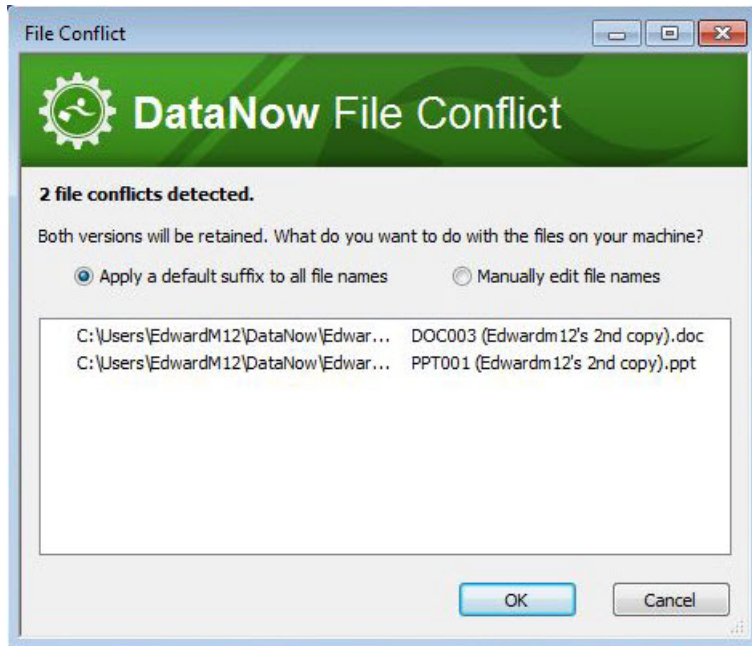 File Conflict
DataNow File Conflict
2 file conflicts detected.
Both versions will be retained. What do you want to do with the files on your machine?
Apply a default suffix to all file names Manually edit file names
C:\Users\EdwardM12\DataNow\Edwar... DOC003 (Edwardm12's 2nd copy).doc
C:\Users\EdwardM12\DataNow\Edwar... PPT001 (Edwardm12's 2nd copy).ppt
OK Cancel